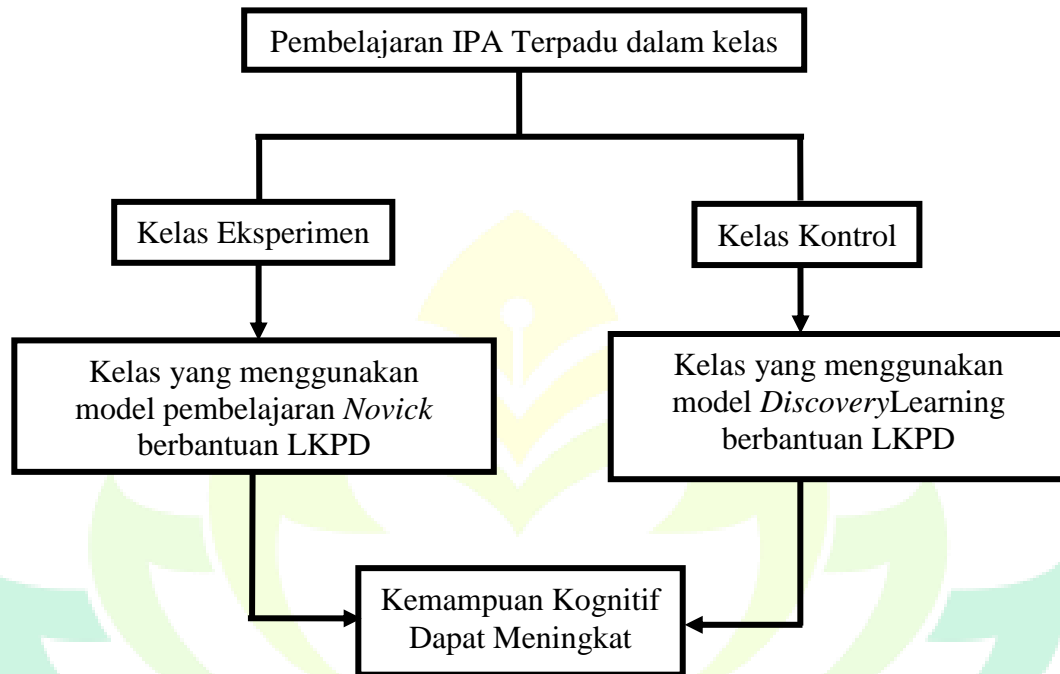 Pembelajaran IPA Terpadu dalam kelas
Kelas Eksperimen
Kelas Kontrol
Kelas yang menggunakan
model pembelajaran Novick
berbantuan LKPD
Kelas yang menggunakan
model DiscoveryLearning
berbantuan LKPD
Kemampuan Kognitif
Dapat Meningkat